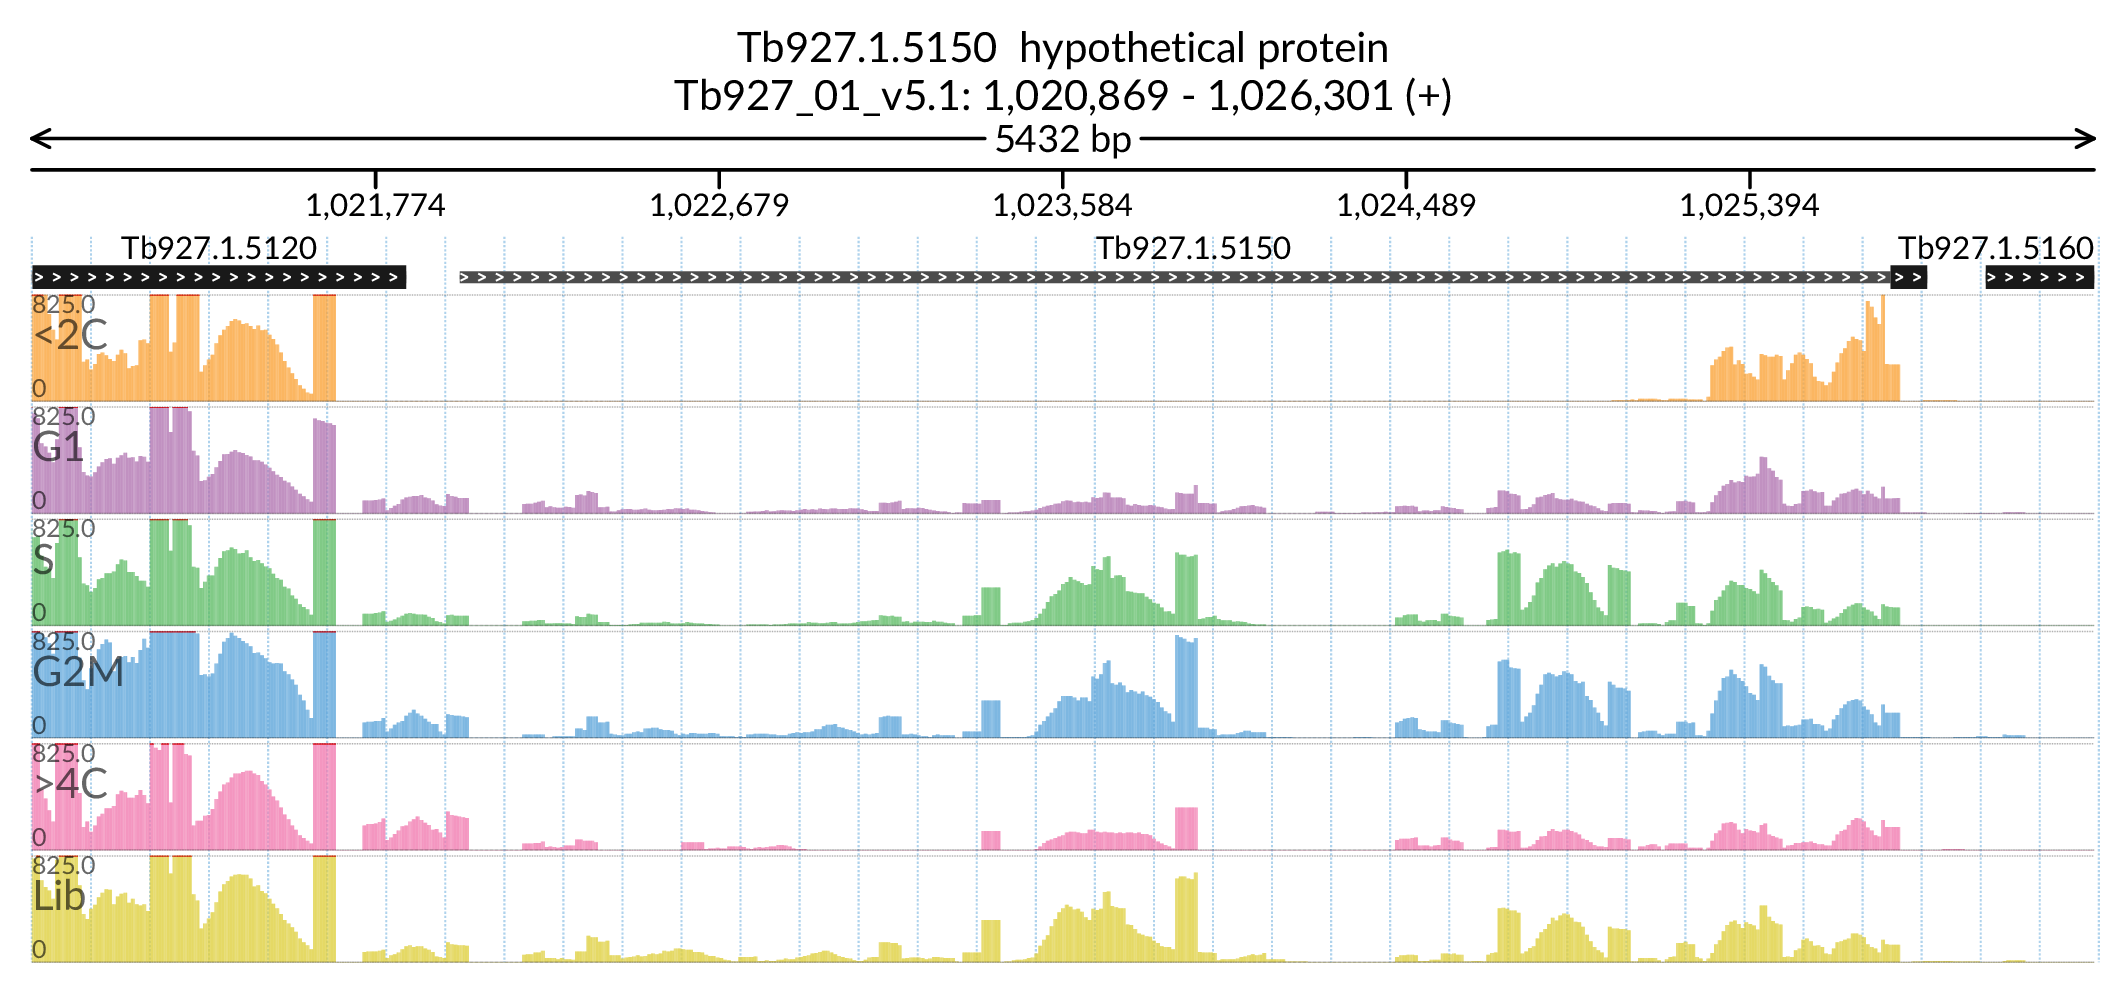 Tb927.1.5150  hypothetical protein
Tb927_01_v5.1: 1,020,869 - 1,026,301 (+)
5432 bp
1,021,774 1,022,679 1,023,584 1,024,489 1,025,394
Tb927.1.5120 Tb927.1.5150 Tb927.1.5160
825.0
<2C
0
825.0
G1
0
825.0
S
0
825.0
G2M
0
825.0
>4C
0
825.0
Lib
0